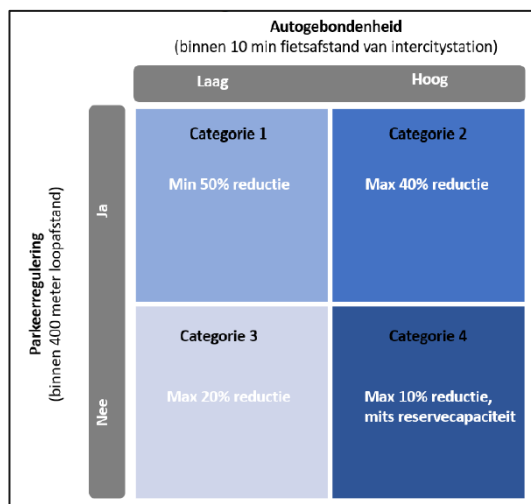 Autogebondenheid
(binnen 10 min fietsafstand van intercitystation)
Laag
Hoog
Parkeerregulering
(binnen 400 meter loopafstand)
Ja
Categorie 1
Min 50% reductie
Categorie 2
Max 40% reductie
Nee
Categorie 3
Max 20% reductie
Categorie 4
Max 10% reductie,
mits reservecapaciteit